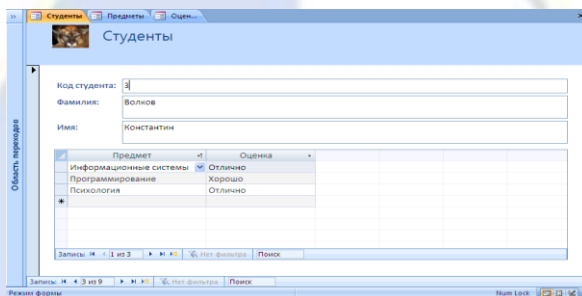 Студенты Предметы Оцен...
Студенты
Код студента: 3
Фамилия: Волков
Имя: Константин
Предмет Оценка
Информационные системы Отлично
Программирование Хорошо
Психология Отлично
Записи: 1 из 3 Нет фильтра Поиск
Записи: 3 из 9 Нет фильтра Поиск
Область переходов
Режим формы Num Lock